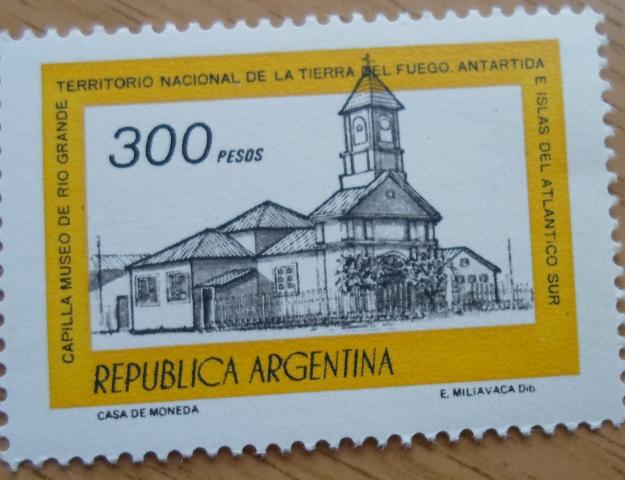 CAPILLA MUSEO DE RIO GRANDE
TERRITORIO NACIONAL DE LA TIERRA DEL FUEGO. ANTARTIDA
E ISLAS DEL ATLANTICO SUR
300 PESOS
REPUBLICA ARGENTINA
CASA DE MONEDA
E. MILIAVACA Dib.